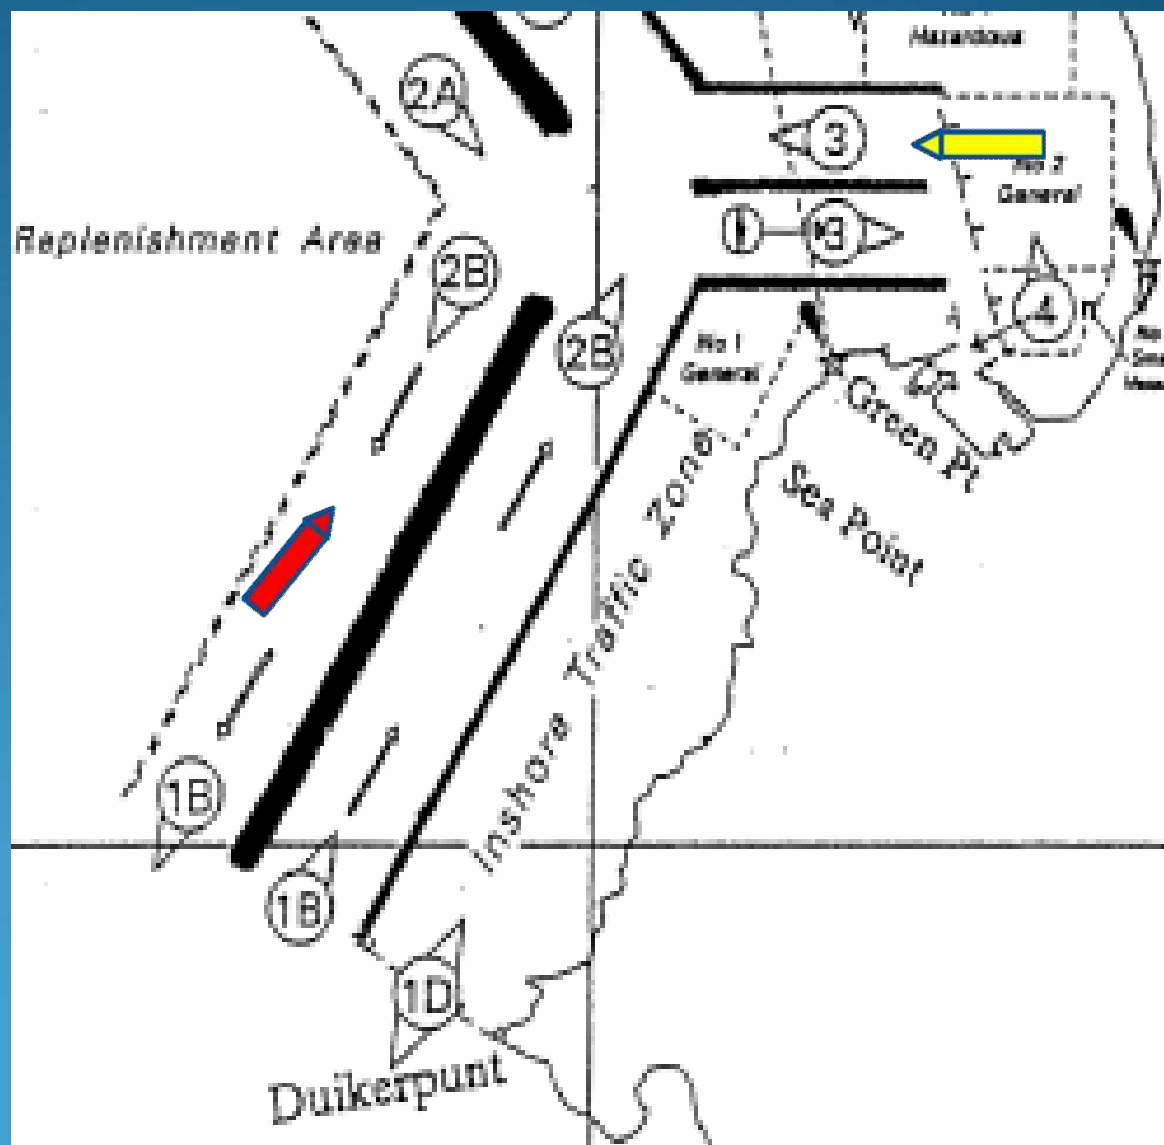 Hazardous
2A
3
No 2
General
Replenishment Area
3
2B
4
2B
No 1
General
No
Green Pt
Sea Point
Inshore Traffic Zone
1B
1B
1D
Duikerpunt